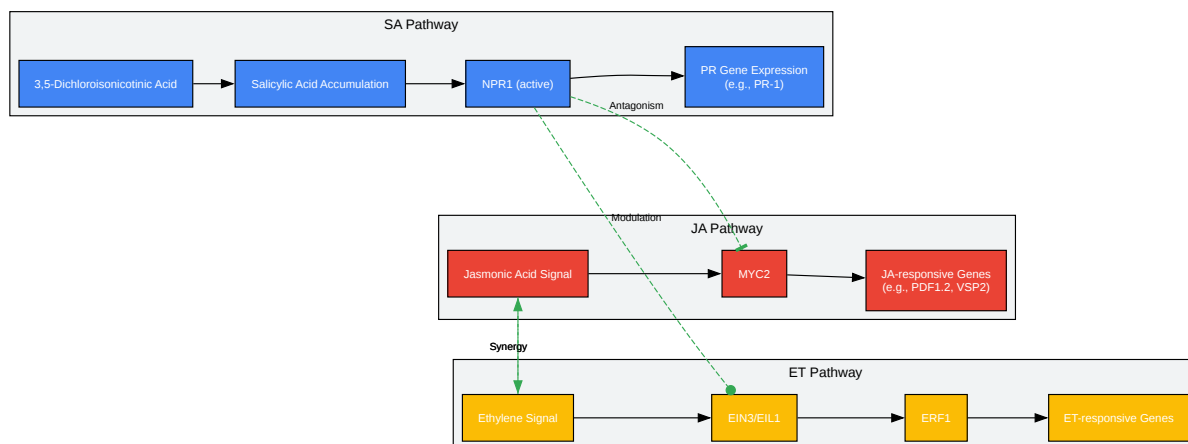 SA Pathway
3,5-Dichloroisonicotinic Acid
Salicylic Acid Accumulation
NPR1 (active)
PR Gene Expression
(e.g., PR-1)
Antagonism
Modulation
JA Pathway
Jasmonic Acid Signal
MYC2
JA-responsive Genes
(e.g., PDF1.2, VSP2)
Synergy
ET Pathway
Ethylene Signal
EIN3/EIL1
ERF1
ET-responsive Genes